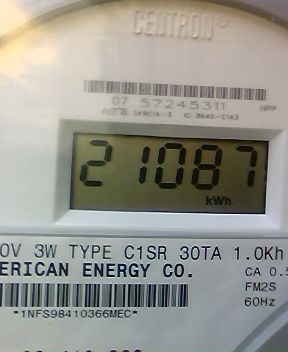 CENTRON
07 57245311 HPP
21087
kWh
0V 3W TYPE C1SR 30TA 1.0Kh
ERICAN ENERGY CO.
CA 0.5
FM2S
60Hz
*1NFS98410366MEC*